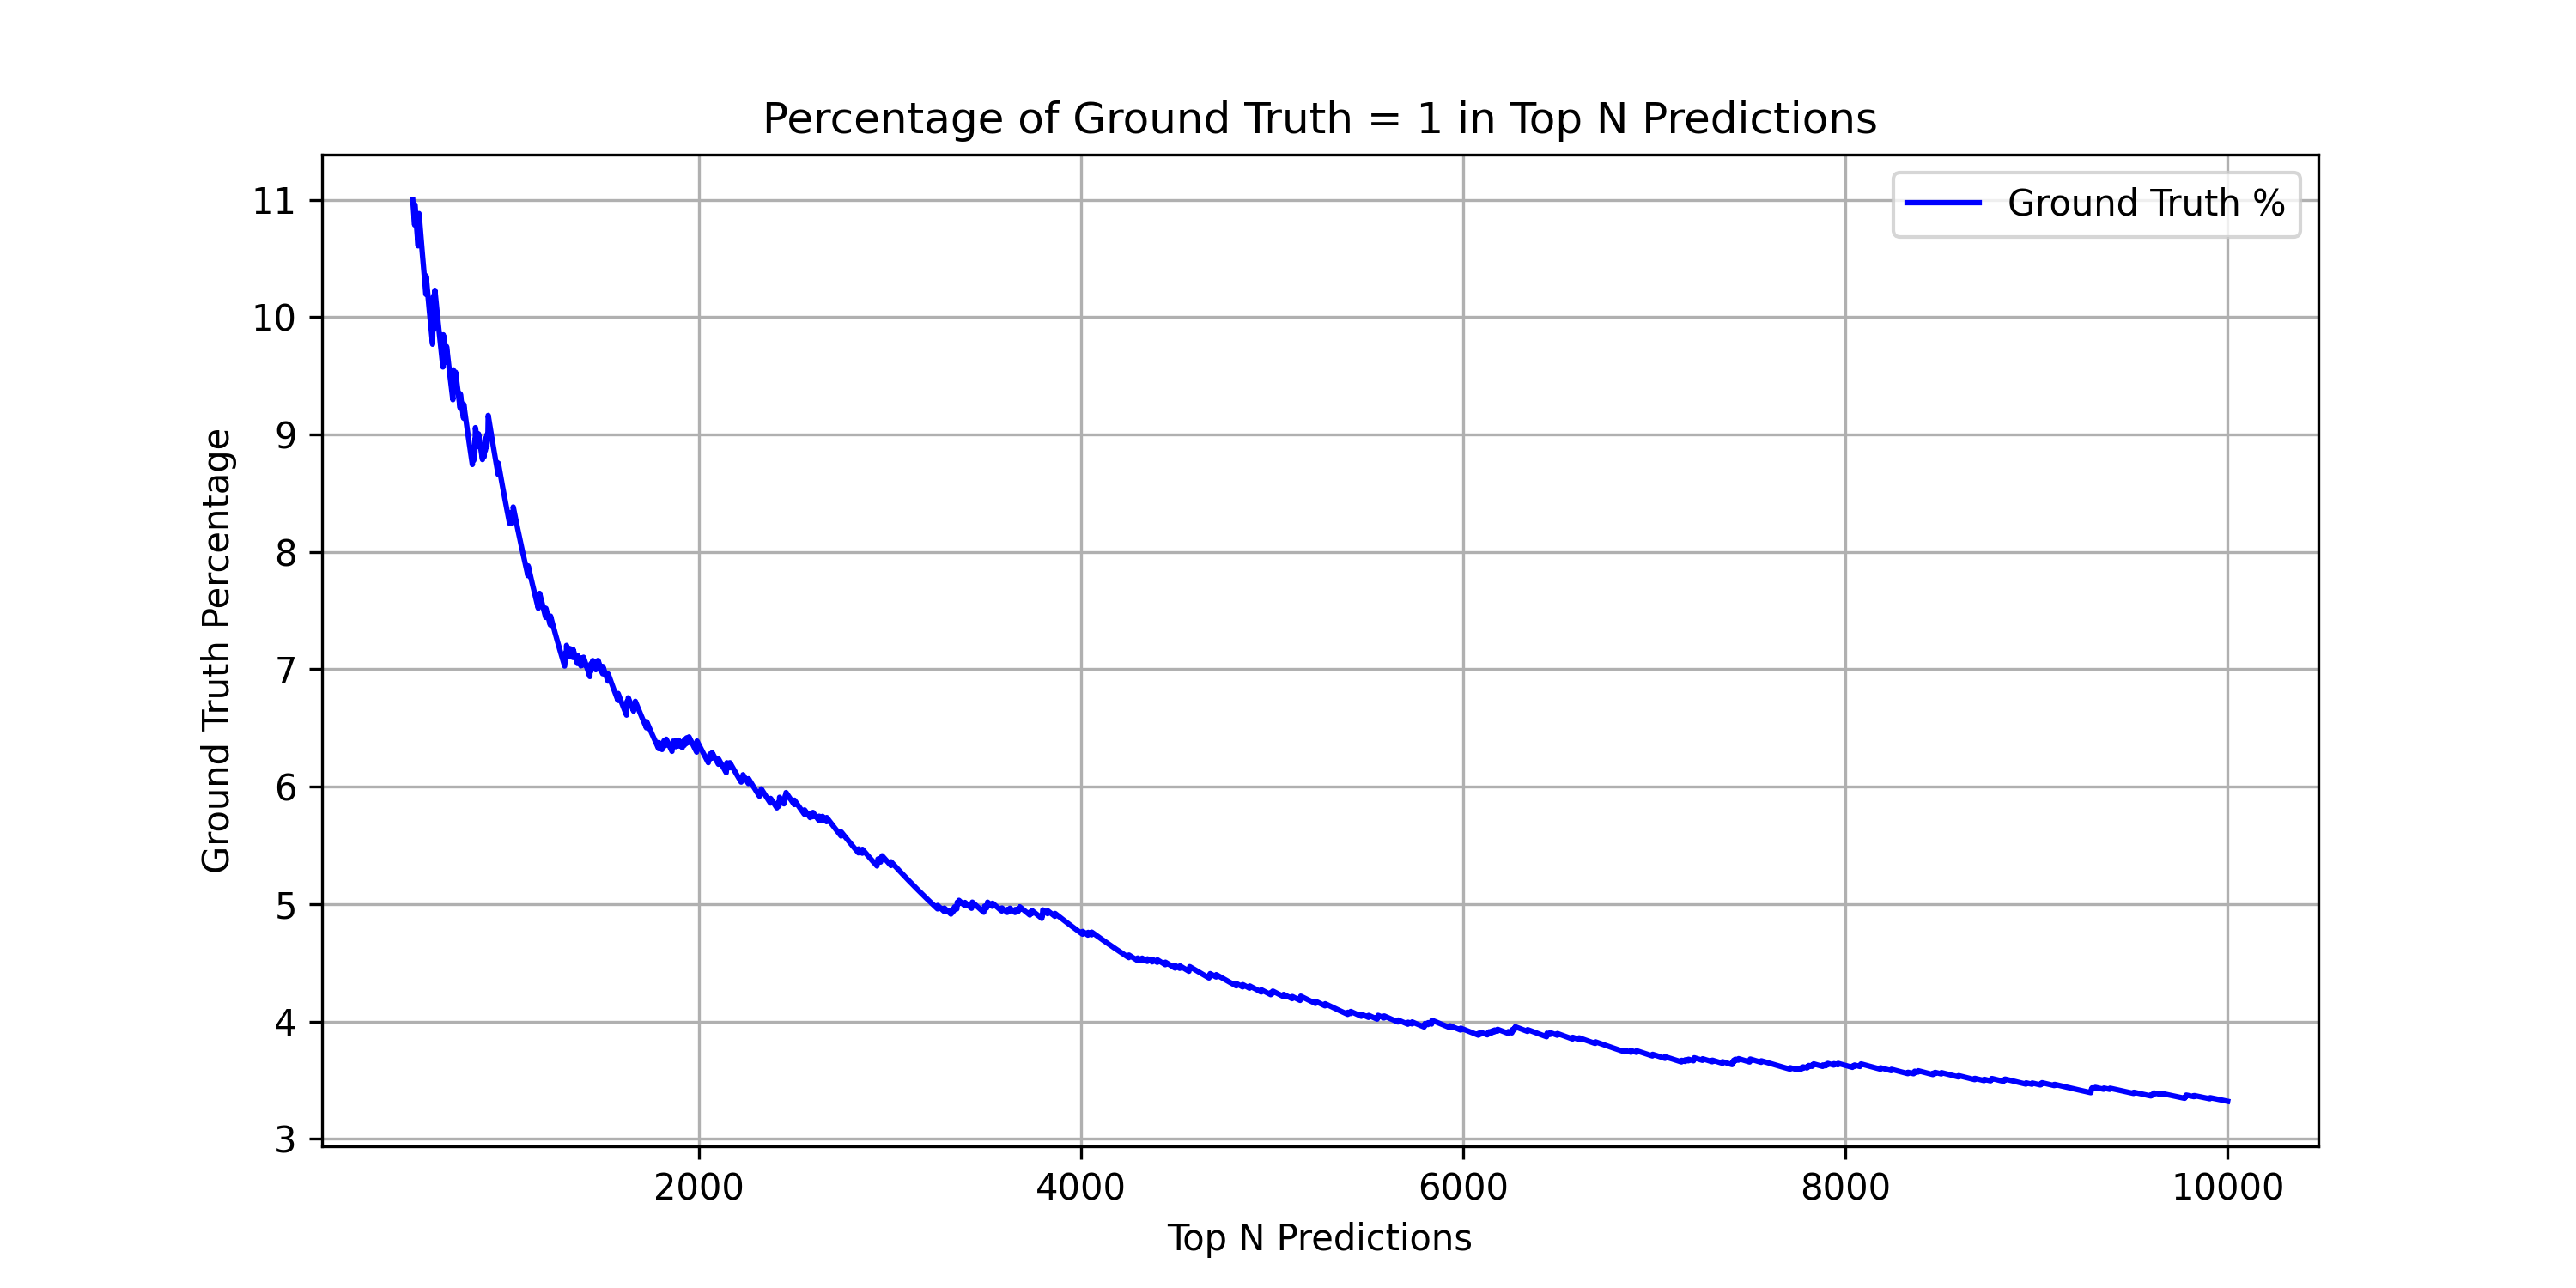 Percentage of Ground Truth = 1 in Top N Predictions
Ground Truth %
Ground Truth Percentage
11
10
9
8
7
6
5
4
3
2000 4000 6000 8000 10000
Top N Predictions